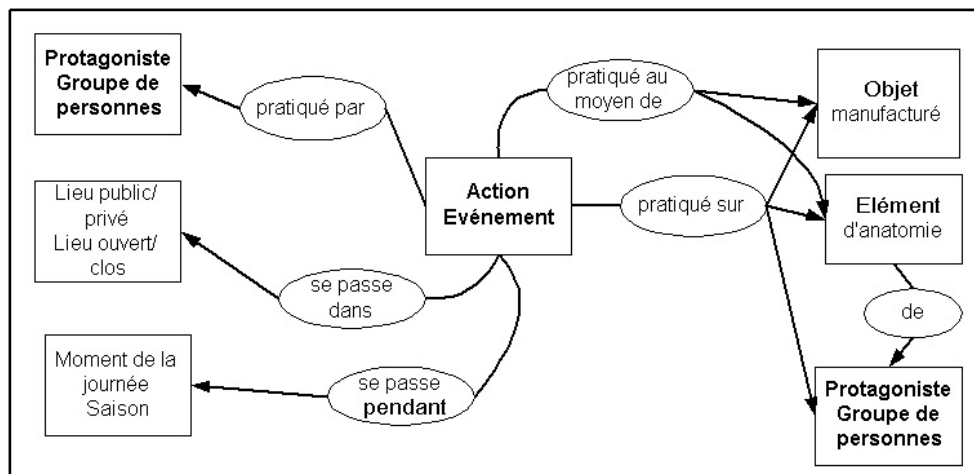 Protagoniste
Groupe de
personnes
pratiqué par
pratiqué au
moyen de
Objet
manufacturé
Lieu public/
privé
Lieu ouvert/
clos
Action
Evénement
pratiqué sur
Elément
d'anatomie
se passe
dans
de
Moment de la
journée
Saison
se passe
pendant
Protagoniste
Groupe de
personnes